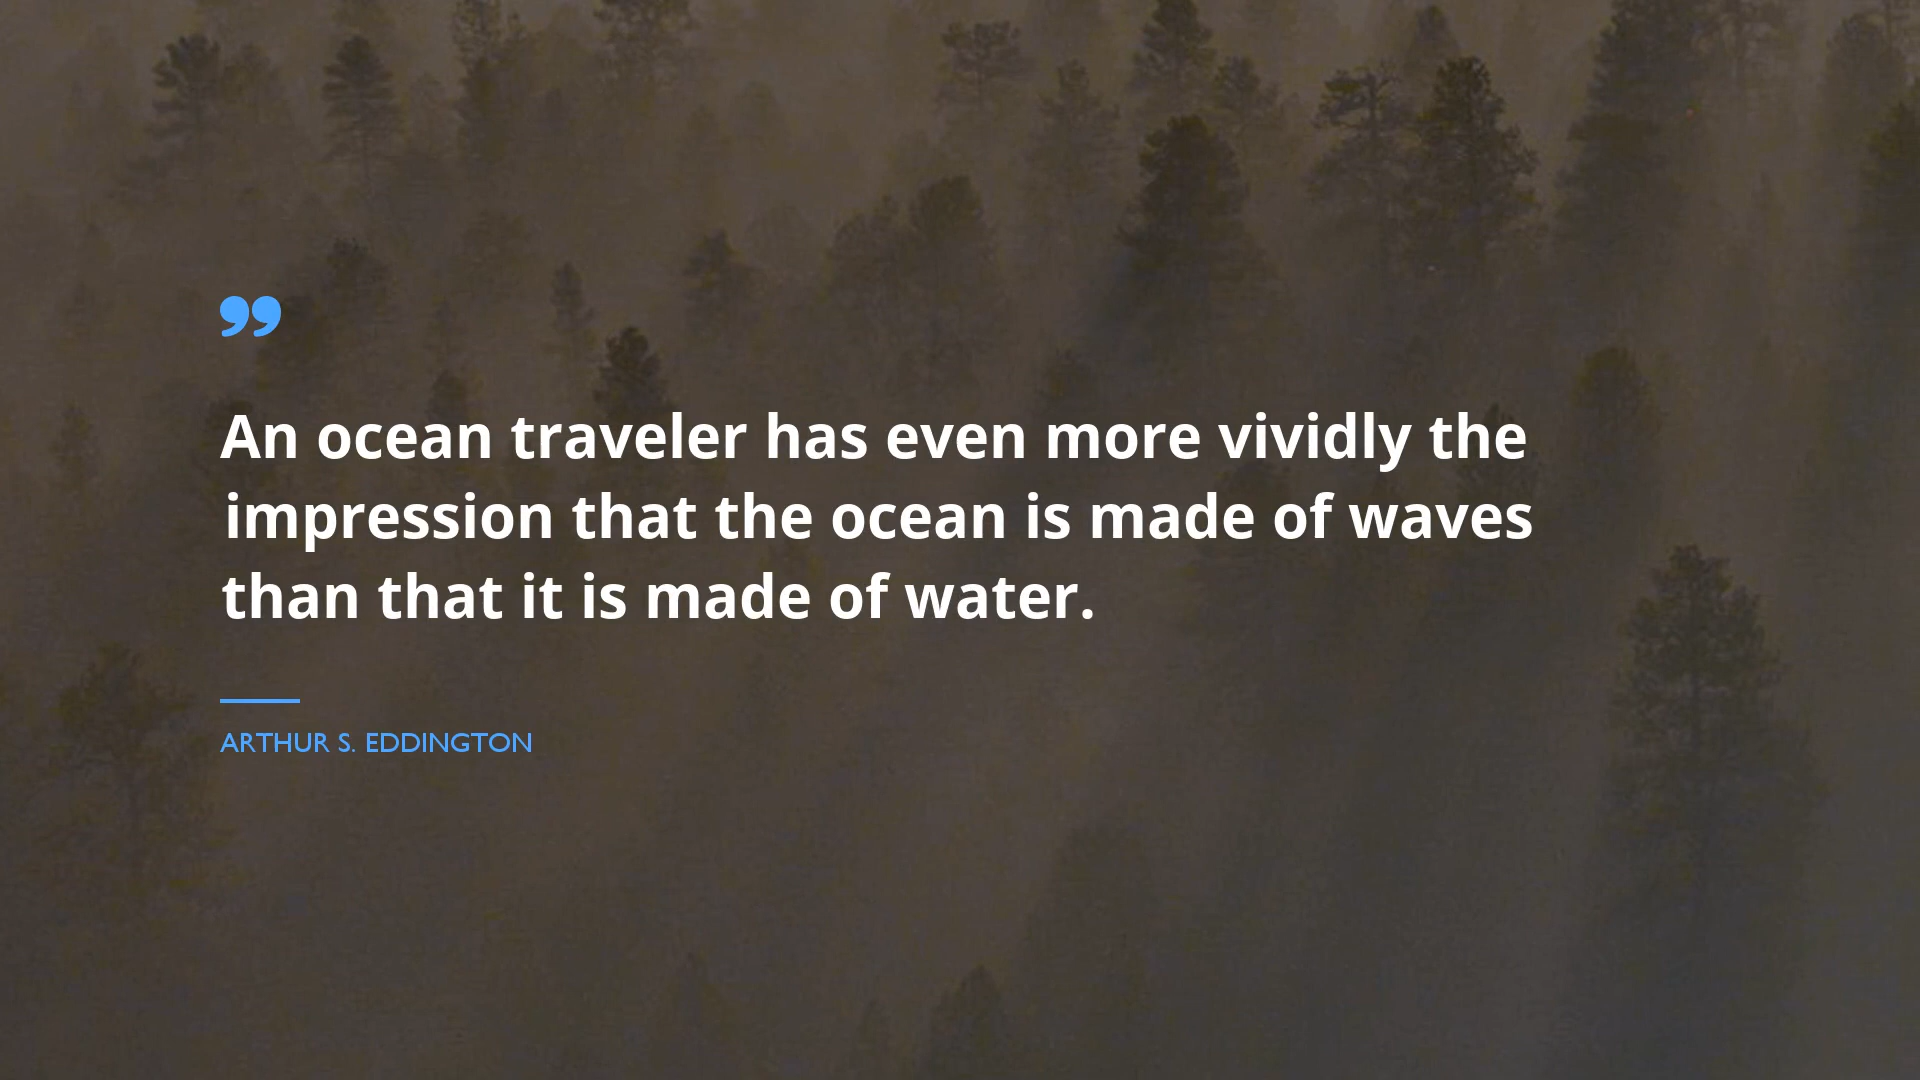 ”
An ocean traveler has even more vividly the
impression that the ocean is made of waves
than that it is made of water.
ARTHUR S. EDDINGTON